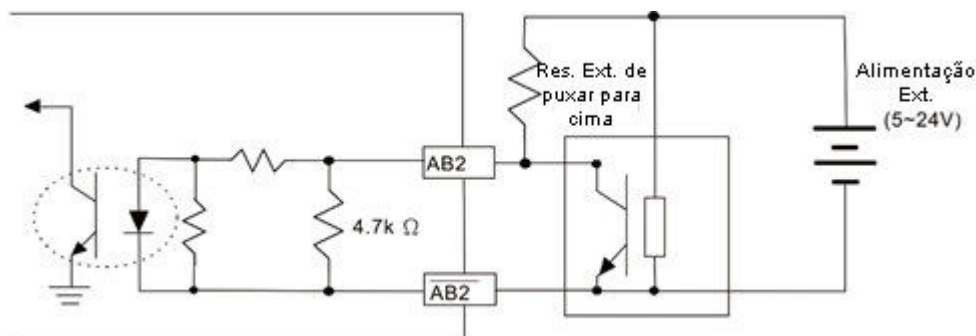 Res. Ext. de
puxar para
cima
Alimentação
Ext.
(5~24V)
AB2
4.7k Ω
AB2